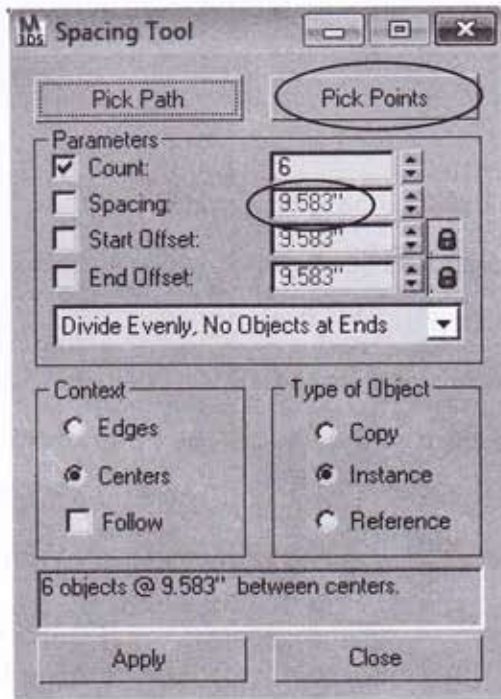 M
3DS Spacing Tool
Pick Path Pick Points
Parameters
Count: 6
Spacing: 9.583"
Start Offset: 9.583"
End Offset: 9.583"
Divide Evenly, No Objects at Ends
Context Type of Object
Edges Copy
Centers Instance
Follow Reference
6 objects @ 9.583" between centers.
Apply Close